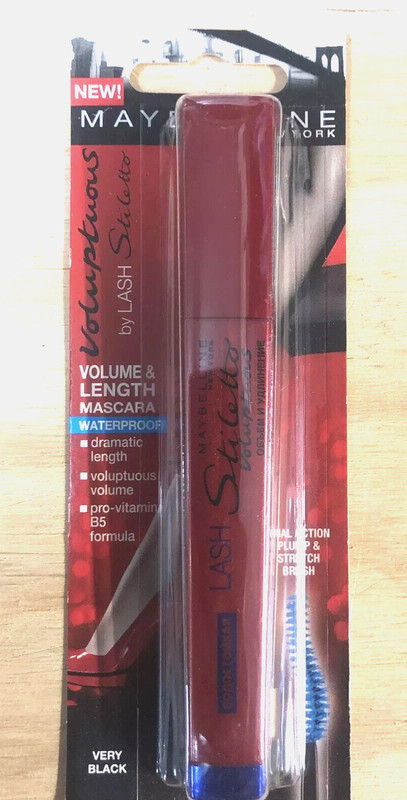 NEW!
MAYBELLINE
NEW YORK
Voluptuous
by LASH Stiletto
VOLUME &
LENGTH
MASCARA
WATERPROOF
dramatic
length
voluptuous
volume
pro-vitamin
B5
formula
MAYBELLINE
NEW YORK
LASH Stiletto
Voluptuous
ОБЪЕМ И УДЛИНЕНИЕ
DUAL ACTION
PLUMP &
STRETCH
BRUSH
VERY
BLACK